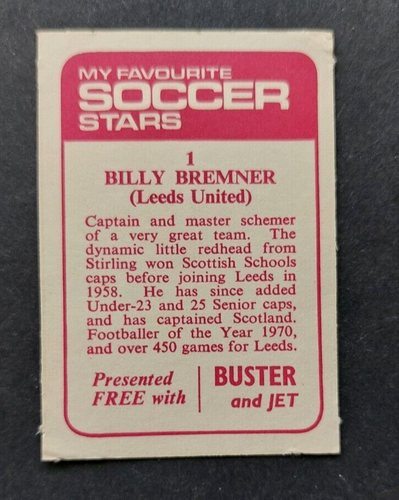 MY FAVOURITE
SOCCER
STARS
1
BILLY BREMNER
(Leeds United)
Captain and master schemer
of a very great team. The
dynamic little redhead from
Stirling won Scottish Schools
caps before joining Leeds in
1958. He has since added
Under-23 and 25 Senior caps,
and has captained Scotland.
Footballer of the Year 1970,
and over 450 games for Leeds.
Presented
FREE with
BUSTER
and JET